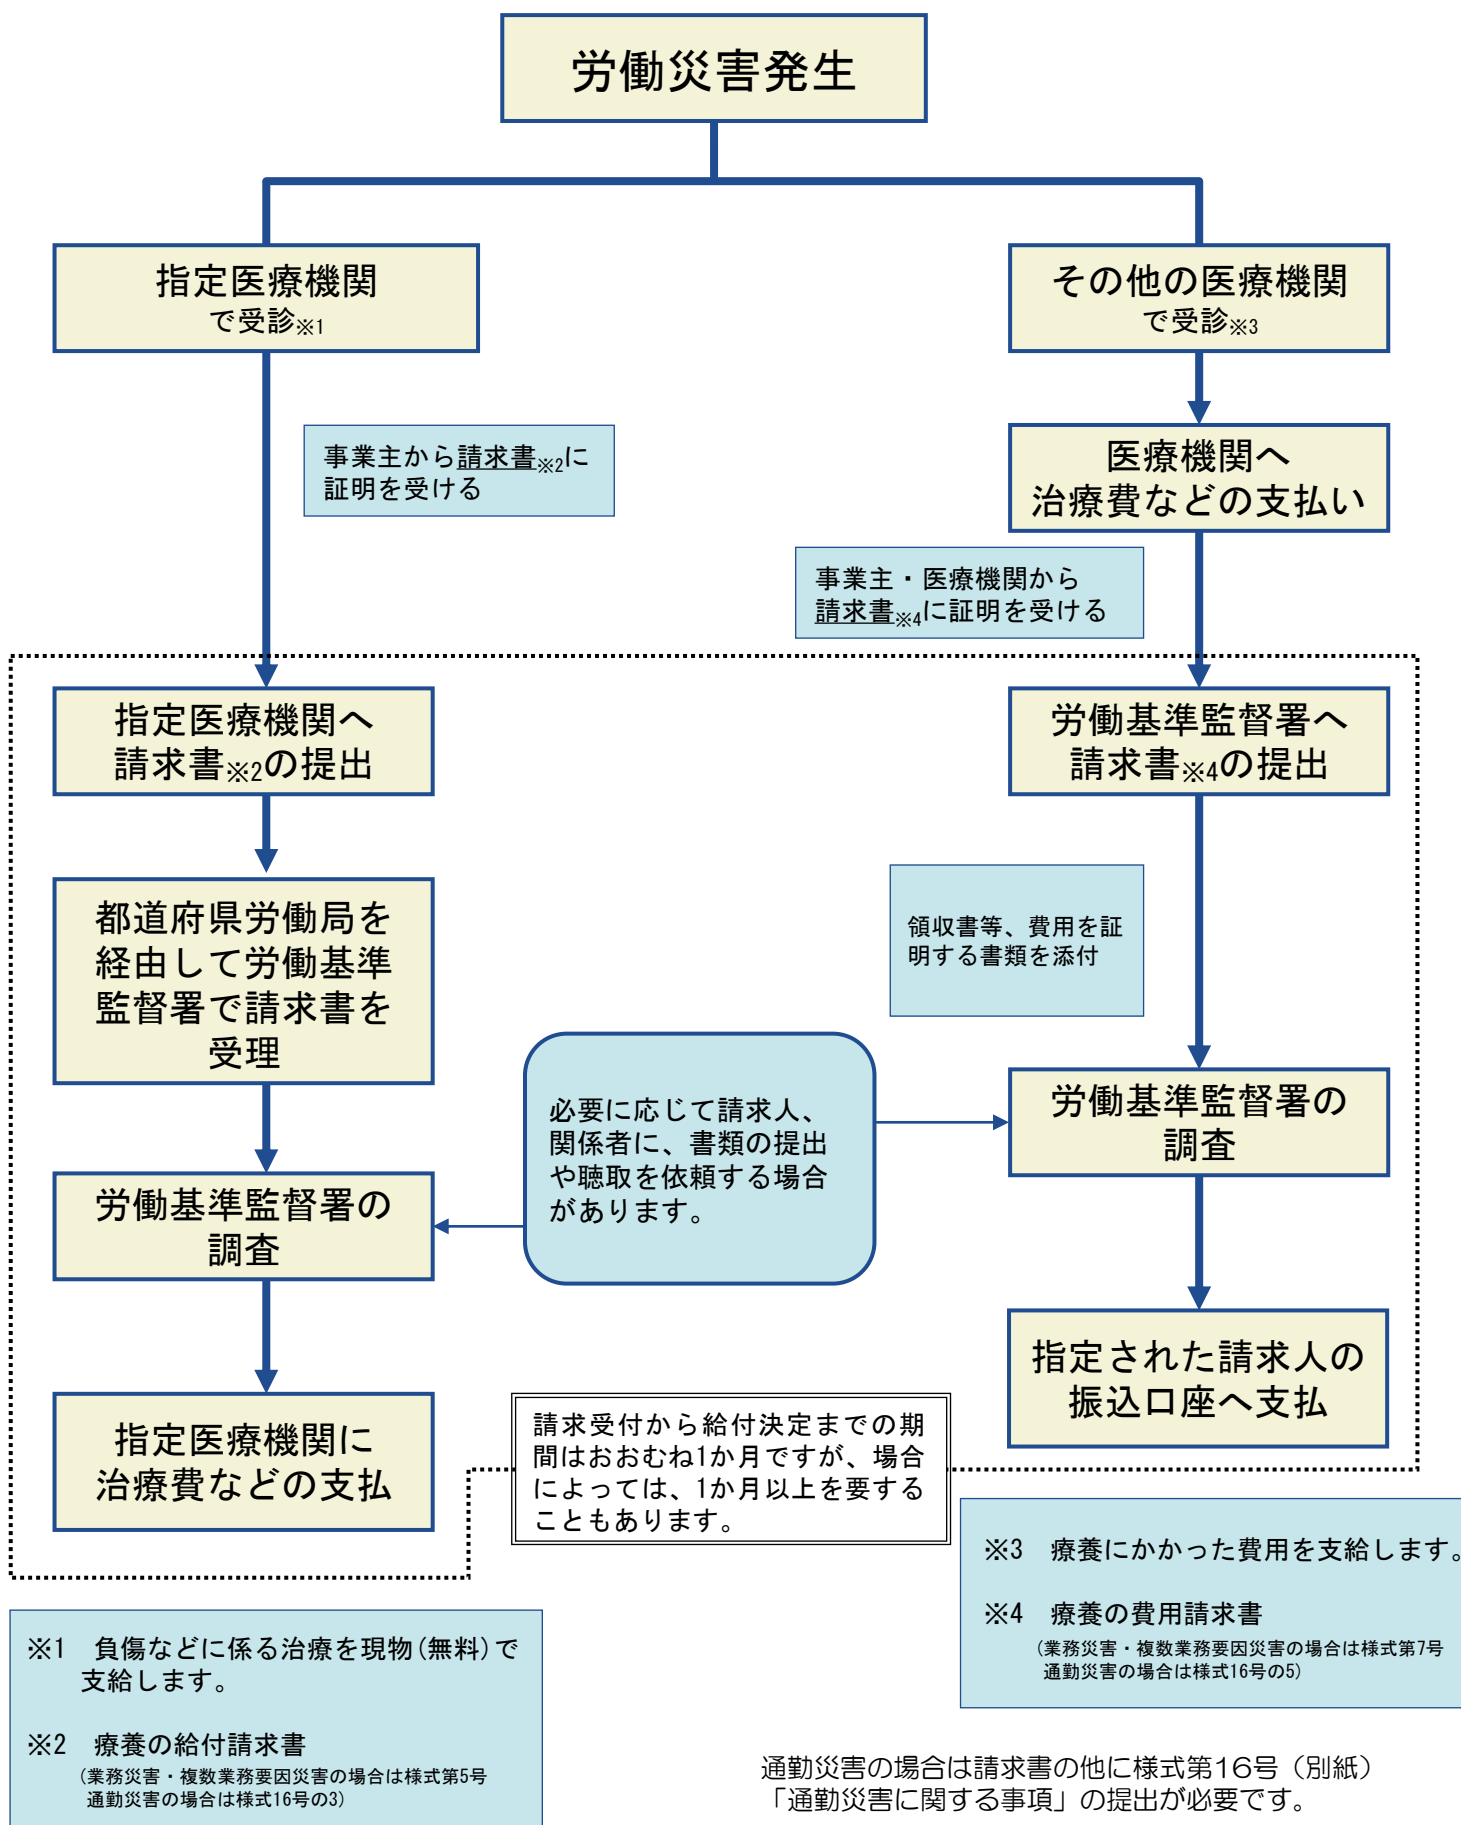 労働災害発生
指定医療機関
で受診※1
その他の医療機関
で受診※3
事業主から請求書※2に
証明を受ける
医療機関へ
治療費などの支払い
事業主・医療機関から
請求書※4に証明を受ける
指定医療機関へ
請求書※2の提出
労働基準監督署へ
請求書※4の提出
都道府県労働局を
経由して労働基準
監督署で請求書を
受理
領収書等、費用を証
明する書類を添付
必要に応じて請求人、
関係者に、書類の提出
や聴取を依頼する場合
があります。
労働基準監督署の
調査
労働基準監督署の
調査
指定された請求人の
振込口座へ支払
指定医療機関に
治療費などの支払
請求受付から給付決定までの期
間はおおむね1か月ですが、場合
によっては、1か月以上を要する
こともあります。
※3 療養にかかった費用を支給します。
※4 療養の費用請求書
(業務災害・複数業務要因災害の場合は様式第7号
通勤災害の場合は様式16号の5)
※1 負傷などに係る治療を現物(無料)で
支給します。
※2 療養の給付請求書
(業務災害・複数業務要因災害の場合は様式第5号
通勤災害の場合は様式16号の3)
通勤災害の場合は請求書の他に様式第16号（別紙）
「通勤災害に関する事項」の提出が必要です。